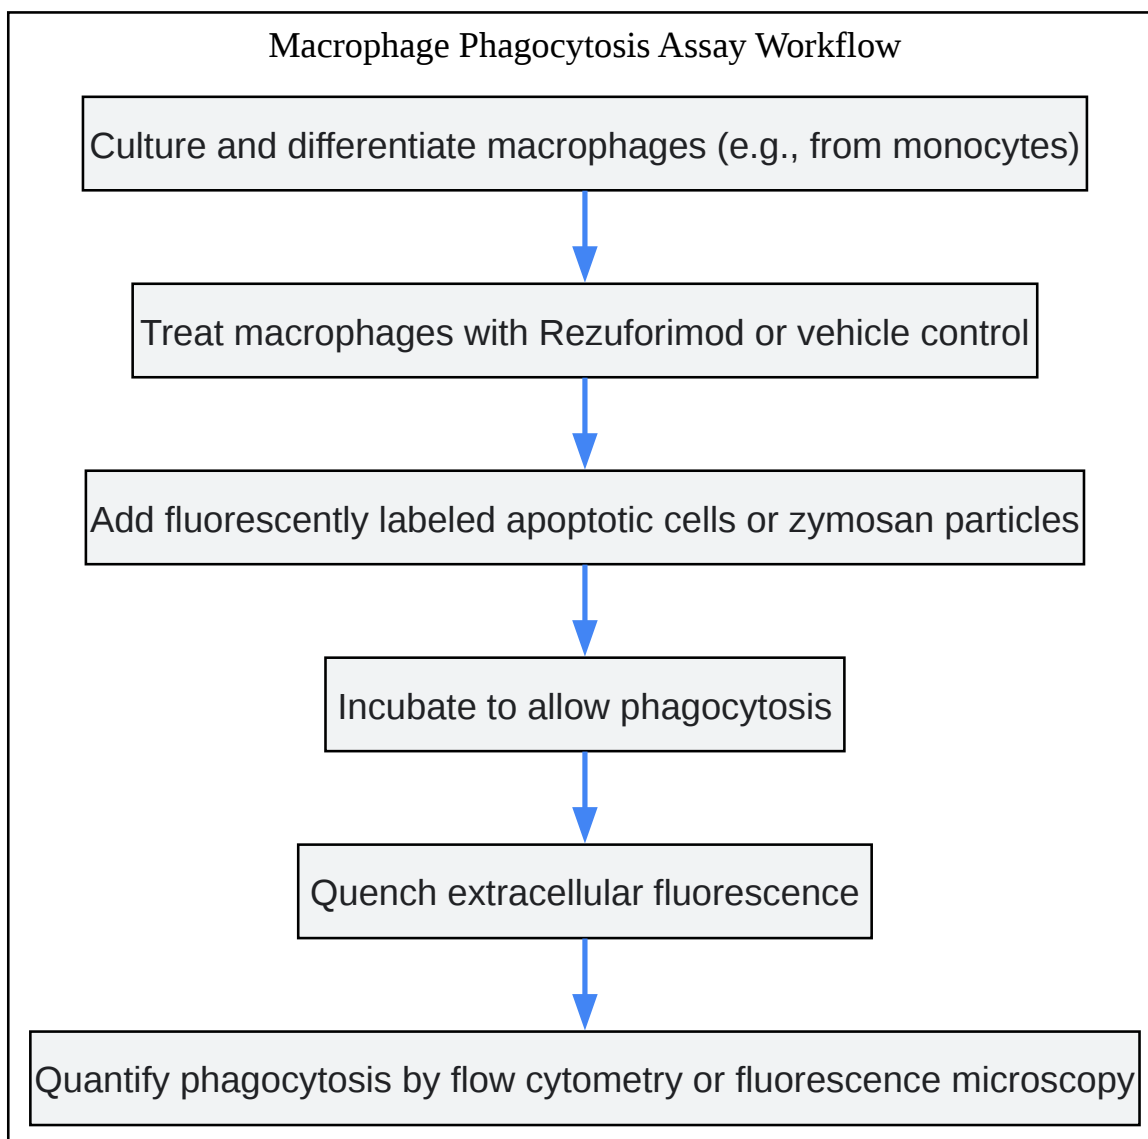 Macrophage Phagocytosis Assay Workflow
Culture and differentiate macrophages (e.g., from monocytes)
Treat macrophages with Rezuforimod or vehicle control
Add fluorescently labeled apoptotic cells or zymosan particles
Incubate to allow phagocytosis
Quench extracellular fluorescence
Quantify phagocytosis by flow cytometry or fluorescence microscopy